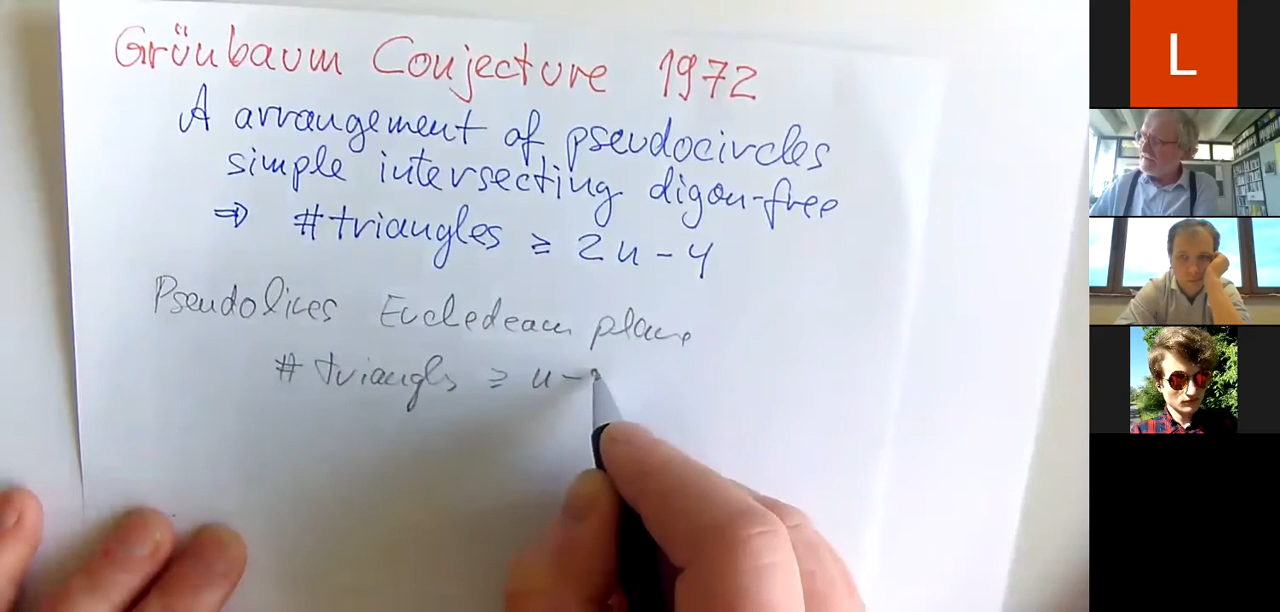 Grünbaum Conjecture 1972
A arrangement of pseudocircles
simple intersecting digon-free
⇒ #triangles ≥ 2n-4
Pseudolines Eucledean plane
# triangls ≥ n-
L